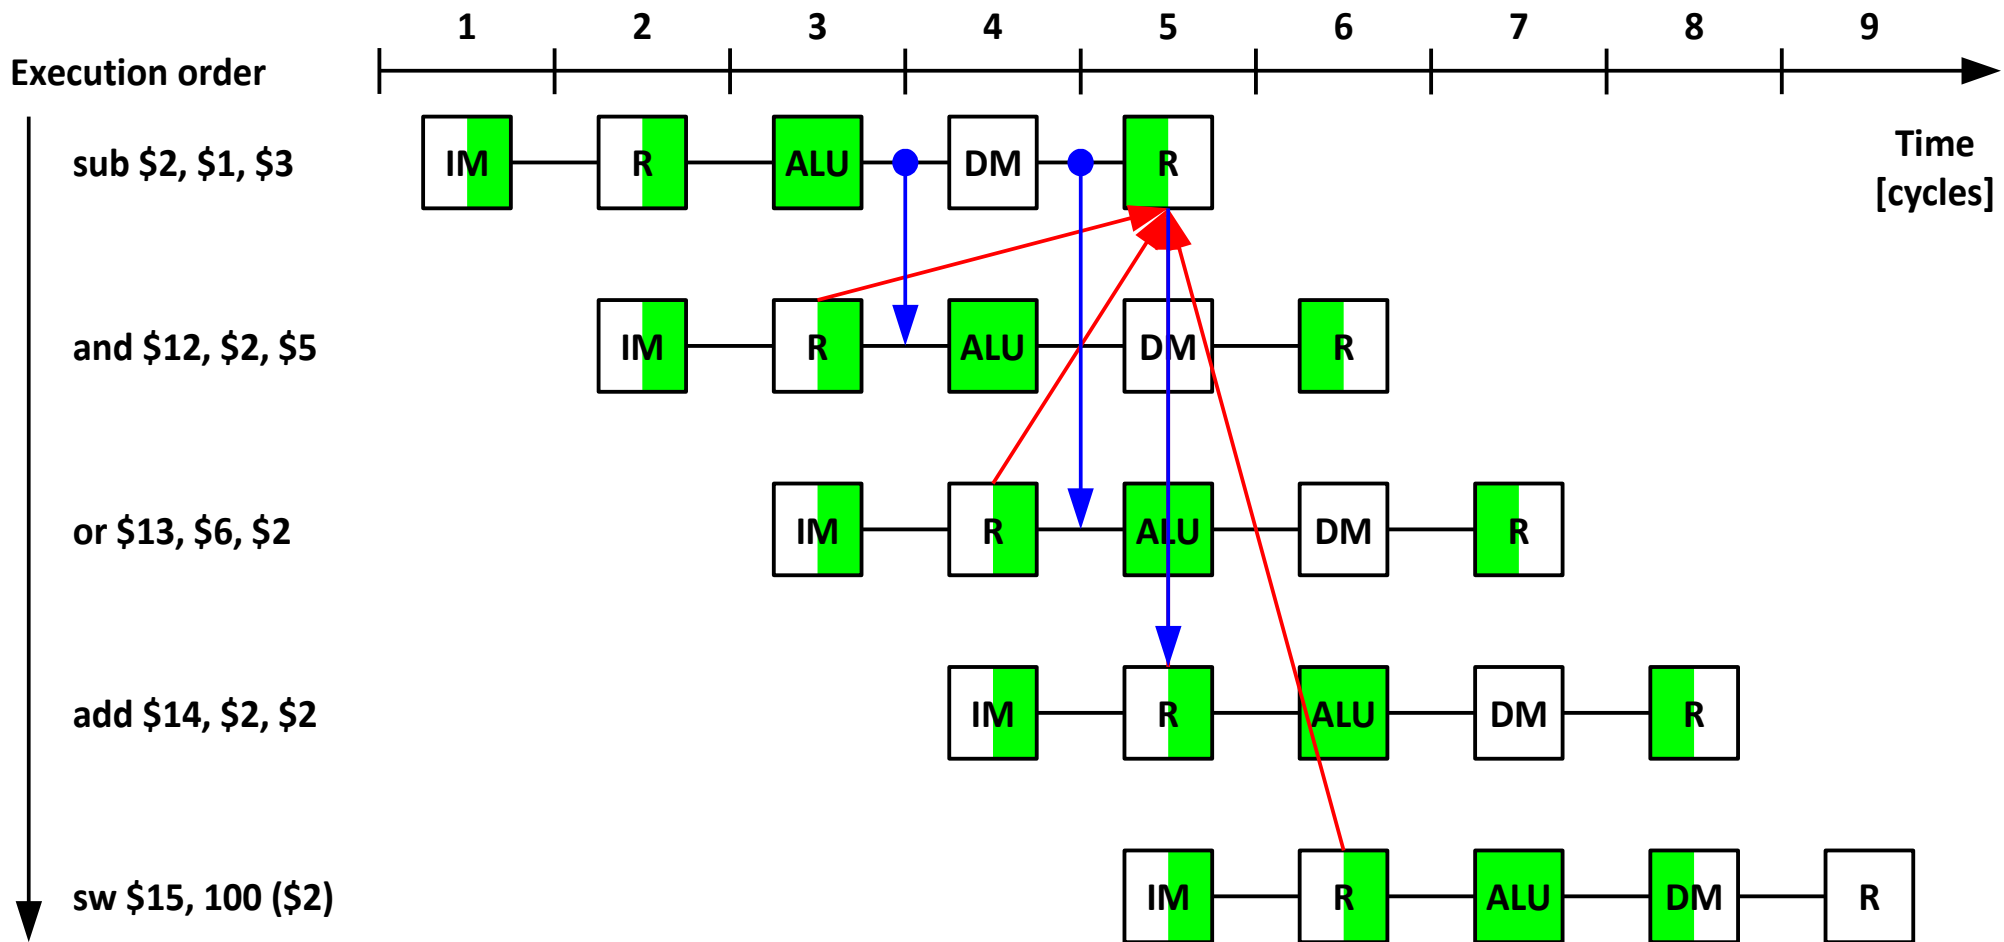 1 2 3 4 5 6 7 8 9
Execution order
Time
[cycles]
sub $2, $1, $3 IM R ALU DM R
and $12, $2, $5 IM R ALU DM R
or $13, $6, $2 IM R ALU DM R
add $14, $2, $2 IM R ALU DM R
sw $15, 100 ($2) IM R ALU DM R